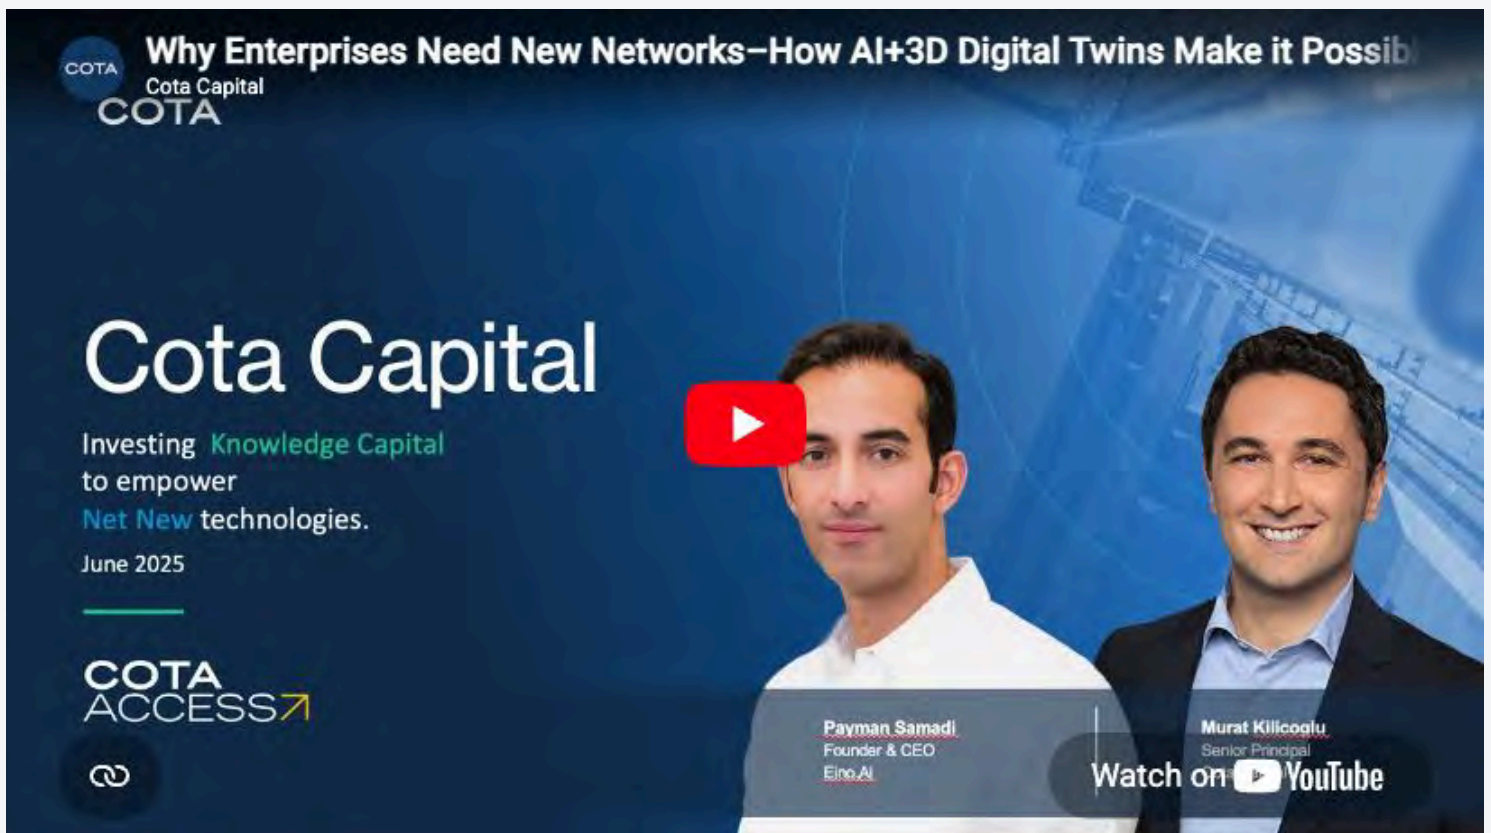 COTA
Why Enterprises Need New Networks–How AI+3D Digital Twins Make it Possib
Cota Capital
COTA
Cota Capital
Investing Knowledge Capital
to empower
Net New technologies.
June 2025
COTA
ACCESS
Payman Samadi
Founder & CEO
Eino.Ai
Murat Kilicoglu
Senior Principal
Watch on YouTube